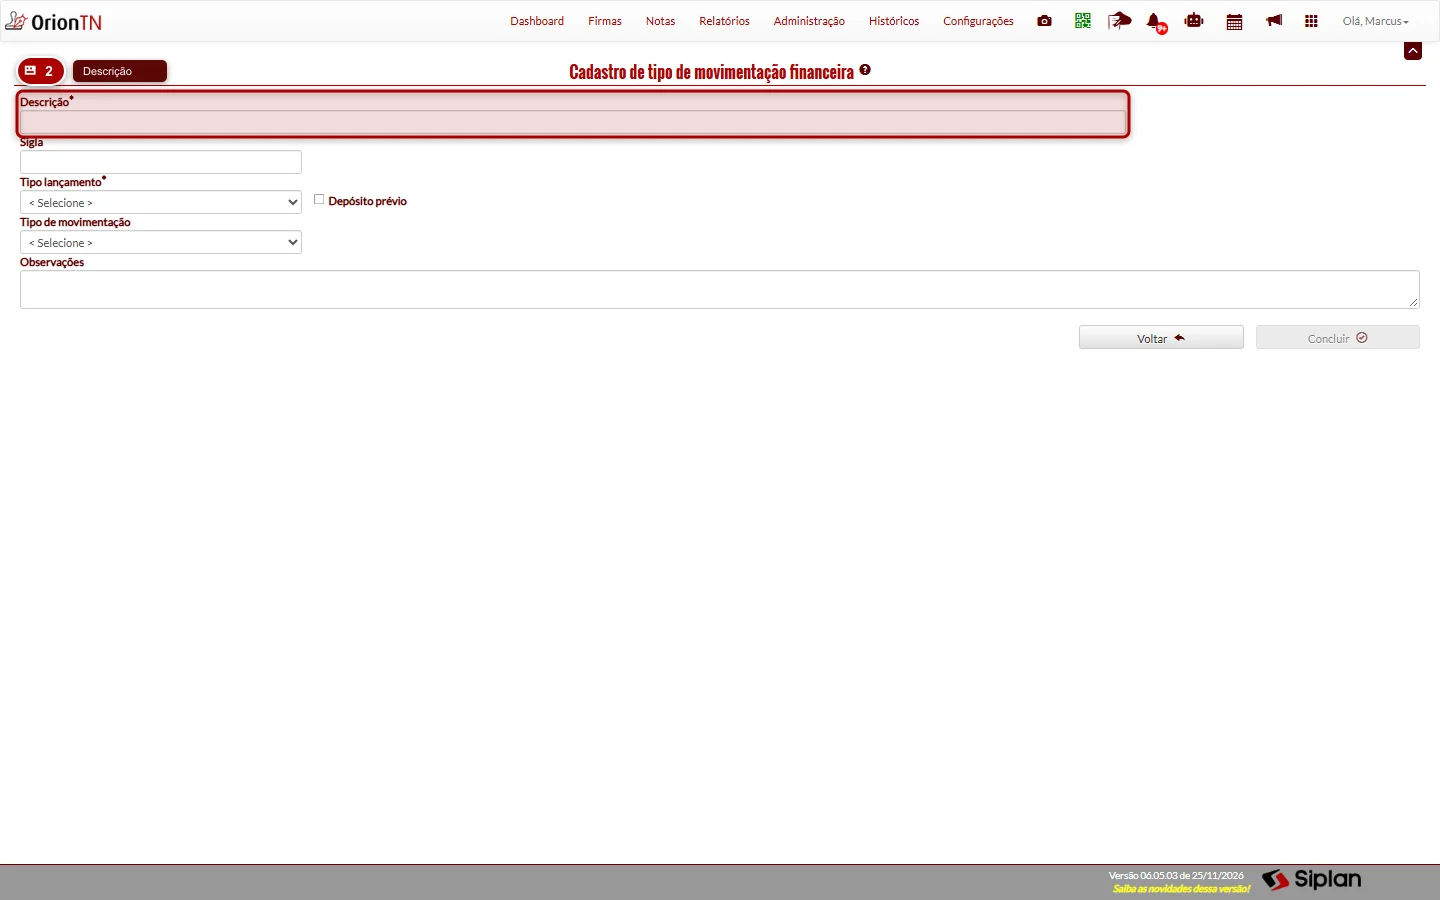 OrionTN
Dashboard Firmas Notas Relatórios Administração Históricos Configurações 9+ Olá, Marcus
2 Descrição
Cadastro de tipo de movimentação financeira ?
Descrição*
Sigla
Tipo lançamento*
< Selecione > Depósito prévio
Tipo de movimentação
< Selecione >
Observações
Voltar Concluir
Versão 06.05.03 de 25/11/2026
Saiba as novidades dessa versão!
Siplan